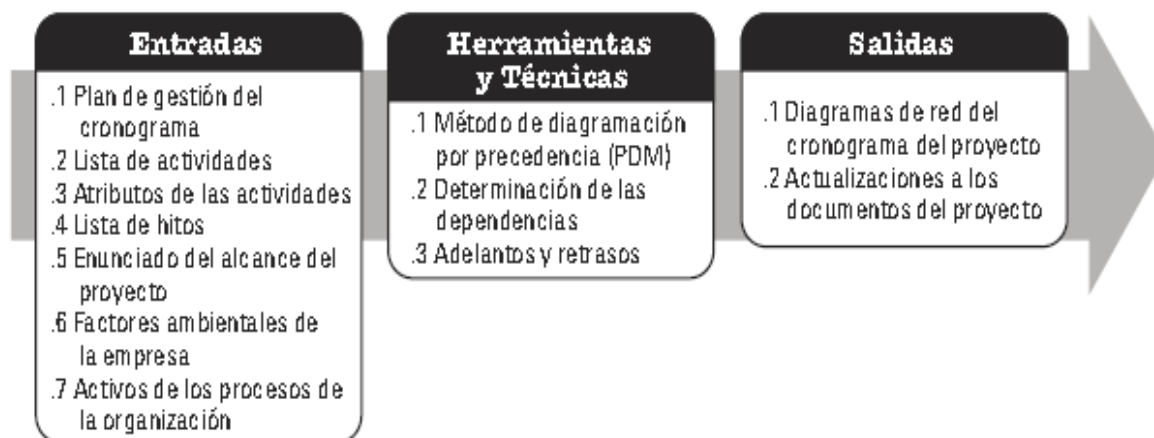 Entradas
.1 Plan de gestión del
cronograma
.2 Lista de actividades
.3 Atributos de las actividades
.4 Lista de hitos
.5 Enunciado del alcance del
proyecto
.6 Factores ambientales de
la empresa
.7 Activos de los procesos de
la organización
Herramientas
y Técnicas
.1 Método de diagramación
por precedencia (PDM)
.2 Determinación de las
dependencias
.3 Adelantos y retrasos
Salidas
.1 Diagramas de red del
cronograma del proyecto
.2 Actualizaciones a los
documentos del proyecto